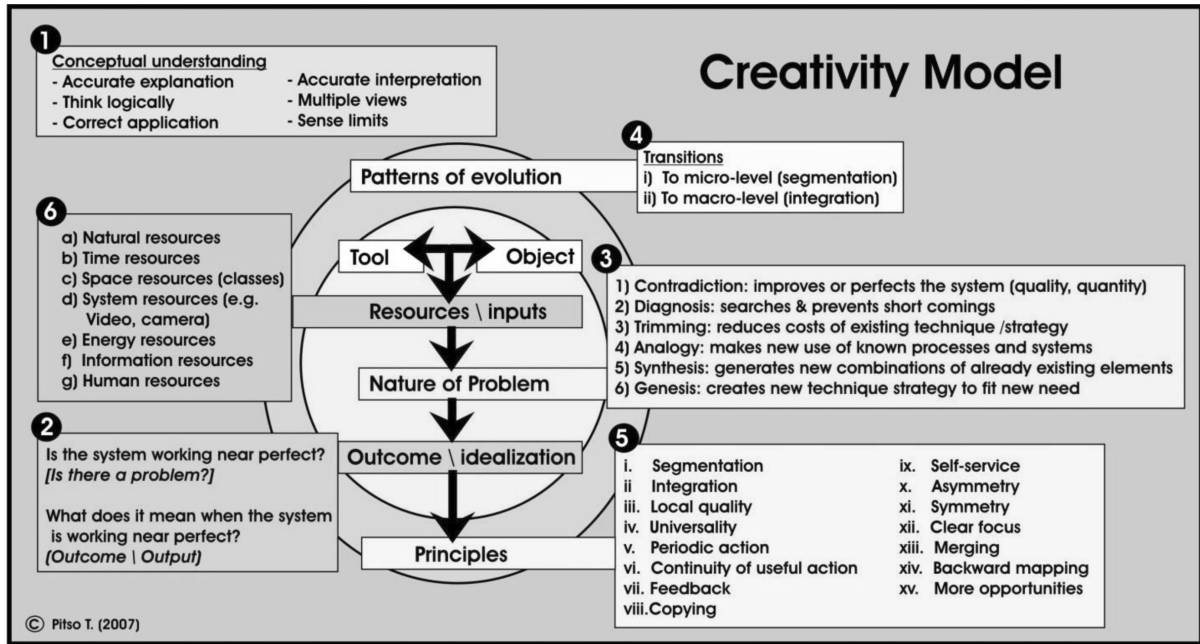 Creativity Model
1
Conceptual understanding
- Accurate explanation
- Think logically
- Correct application
- Accurate interpretation
- Multiple views
- Sense limits
4
Transitions
i) To micro-level (segmentation)
ii) To macro-level (integration)
Patterns of evolution
6
a) Natural resources
b) Time resources
c) Space resources (classes)
d) System resources (e.g.
Video, camera)
e) Energy resources
f) Information resources
g) Human resources
Tool
Object
Resources \ inputs
Nature of Problem
Outcome \ idealization
Principles
3
1) Contradiction: improves or perfects the system (quality, quantity)
2) Diagnosis: searches & prevents short comings
3) Trimming: reduces costs of existing technique /strategy
4) Analogy: makes new use of known processes and systems
5) Synthesis: generates new combinations of already existing elements
6) Genesis: creates new technique strategy to fit new need
2
Is the system working near perfect?
[Is there a problem?]
What does it mean when the system
is working near perfect?
(Outcome \ Output)
5
i. Segmentation
ii Integration
iii. Local quality
iv. Universality
v. Periodic action
vi. Continuity of useful action
vii. Feedback
viii.Copying
ix. Self-service
x. Asymmetry
xi. Symmetry
xii. Clear focus
xiii. Merging
xiv. Backward mapping
xv. More opportunities
© Pitso T. (2007)